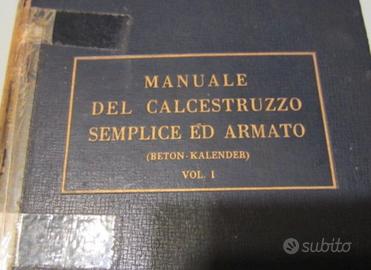 MANUALE
DEL CALCESTRUZZO
SEMPLICE ED ARMATO
(BETON-KALENDER)
VOL. I
subito